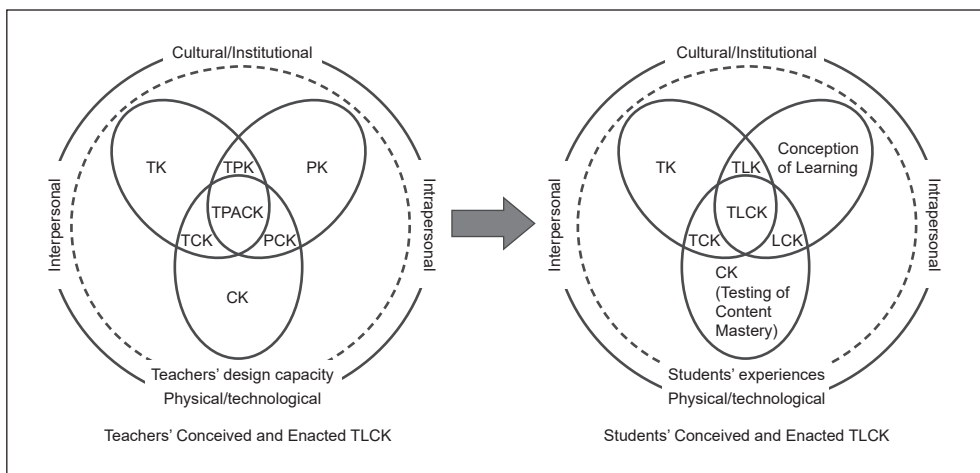 Cultural/Institutional
TK
TPK
PK
TPACK
TCK
PCK
CK
Interpersonal
Intrapersonal
Teachers’ design capacity
Physical/technological
Teachers’ Conceived and Enacted TLCK
Cultural/Institutional
TK
TLK
Conception
of Learning
TLCK
TCK
LCK
CK
(Testing of
Content
Mastery)
Interpersonal
Intrapersonal
Students’ experiences
Physical/technological
Students’ Conceived and Enacted TLCK